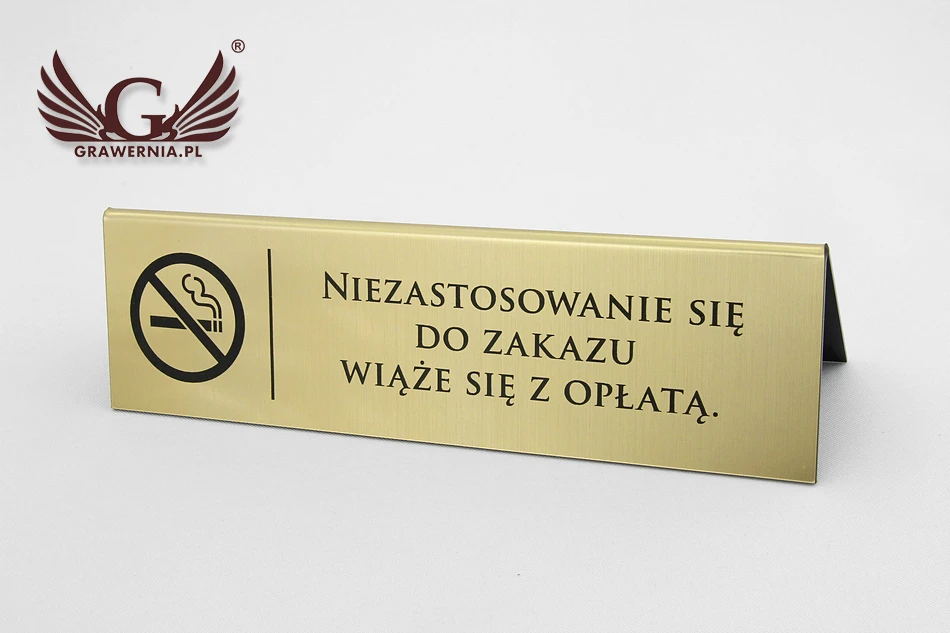 G
®
GRAWERNIA.PL
Niezastosowanie się
do zakazu
wiąże się z opłatą.